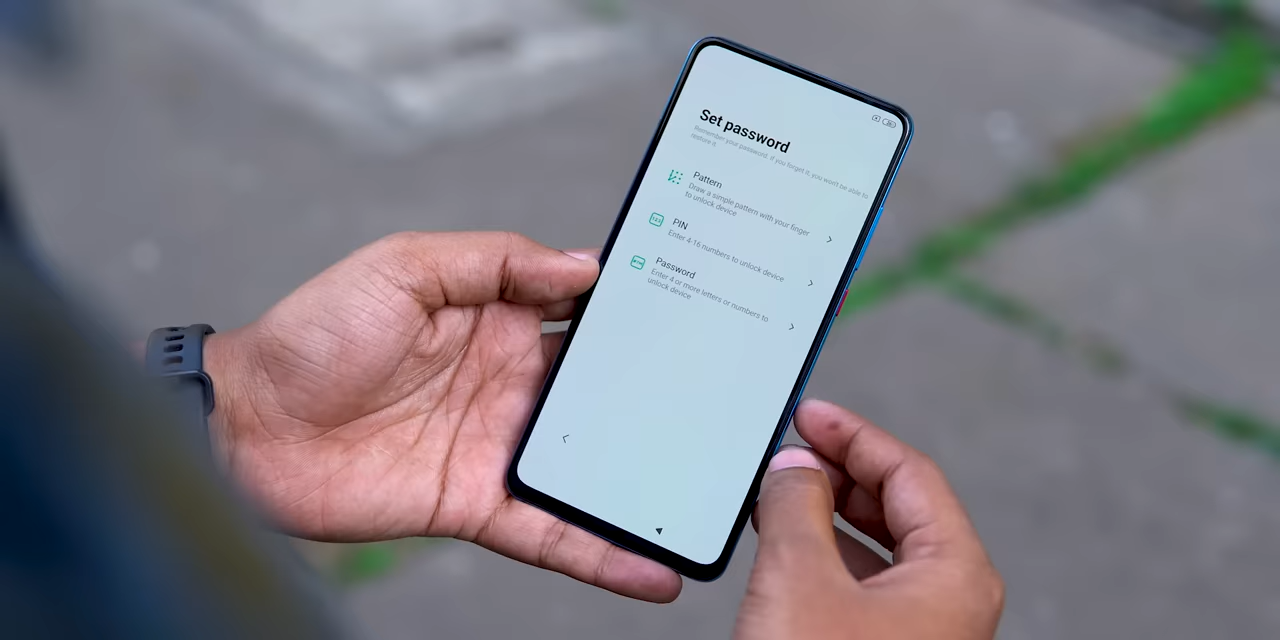 Set password
Remember your password. If you forget it, you won't be able to
restore it.
Pattern
Draw a simple pattern with your finger
to unlock device
PIN
Enter 4-16 numbers to unlock device
Password
Enter 4 or more letters or numbers to
unlock device